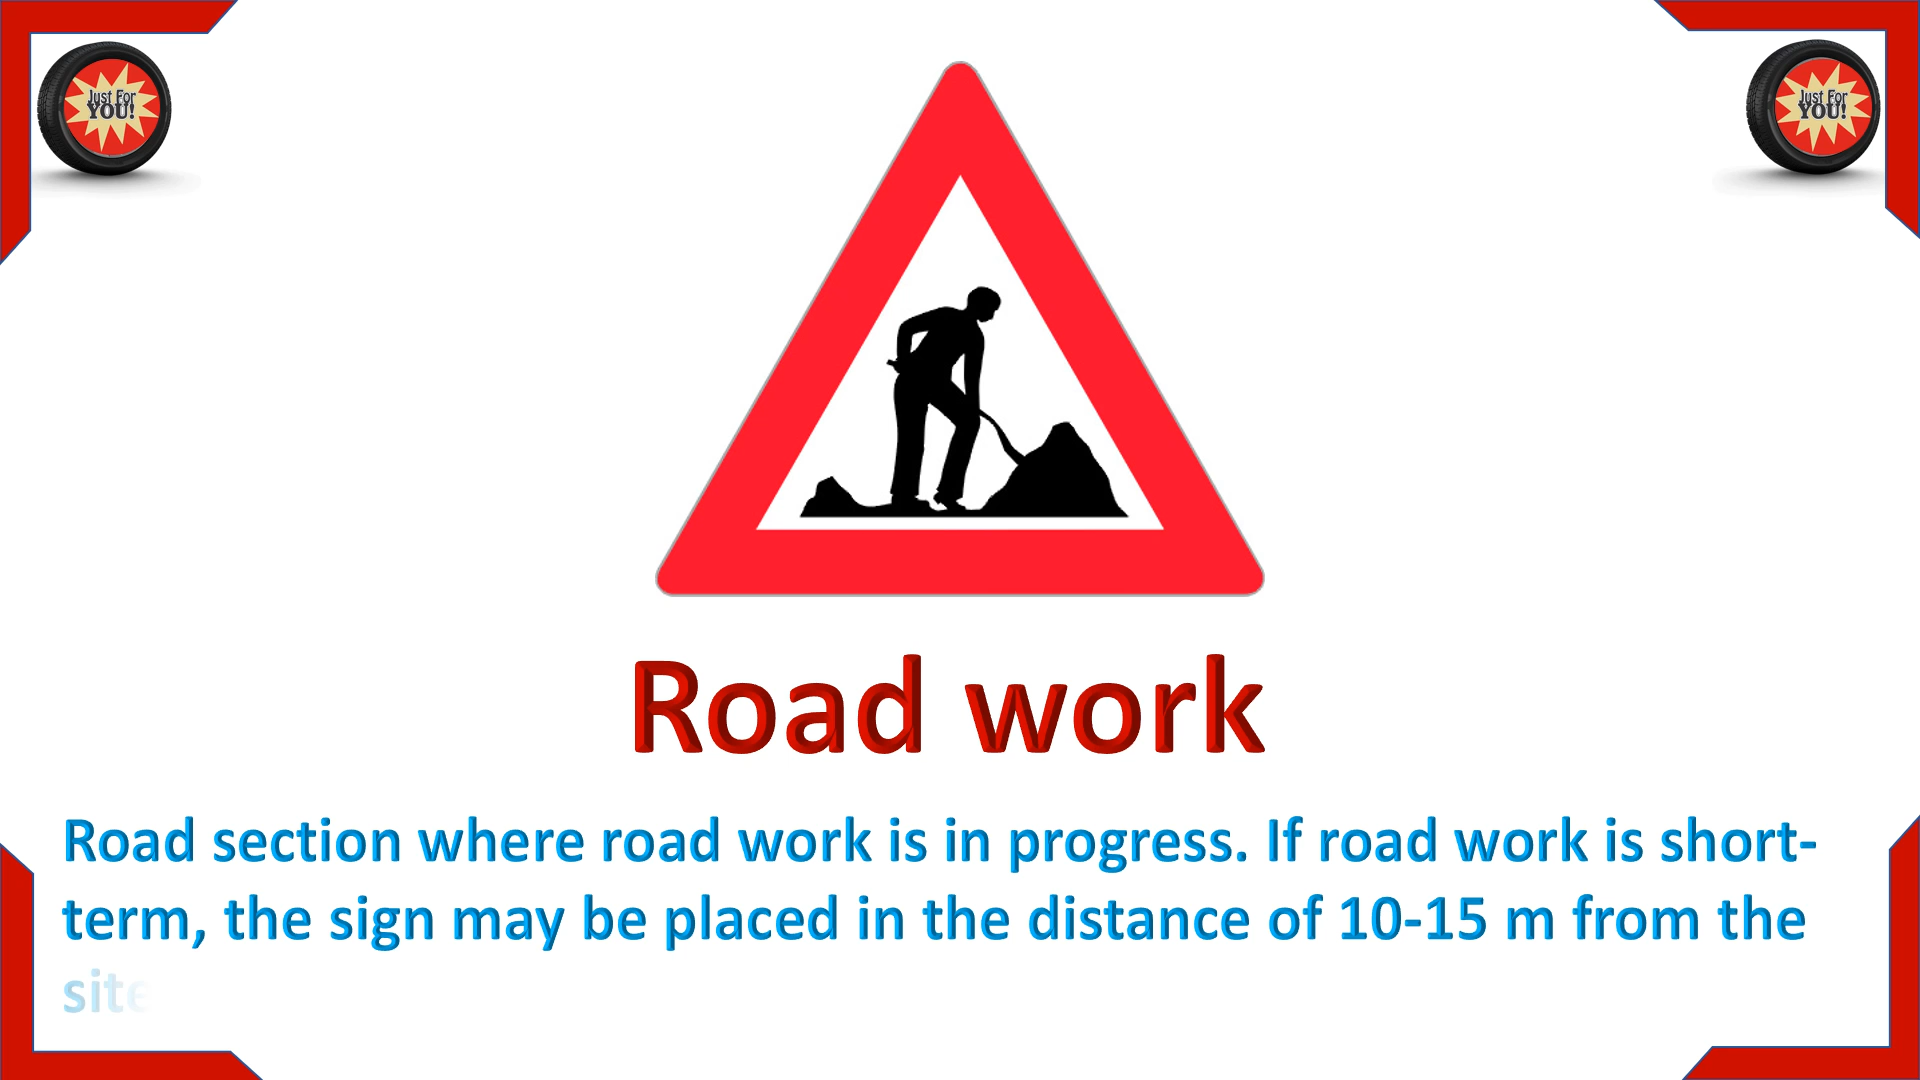 Just For
YOU!
Just For
YOU!
Road work
Road section where road work is in progress. If road work is short-
term, the sign may be placed in the distance of 10-15 m from the
site